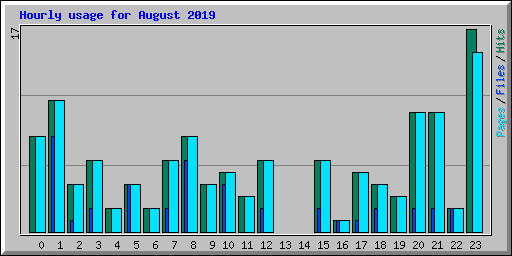 Hourly usage for August 2019
17
Pages/Files/Hits
0 1 2 3 4 5 6 7 8 9 10 11 12 13 14 15 16 17 18 19 20 21 22 23